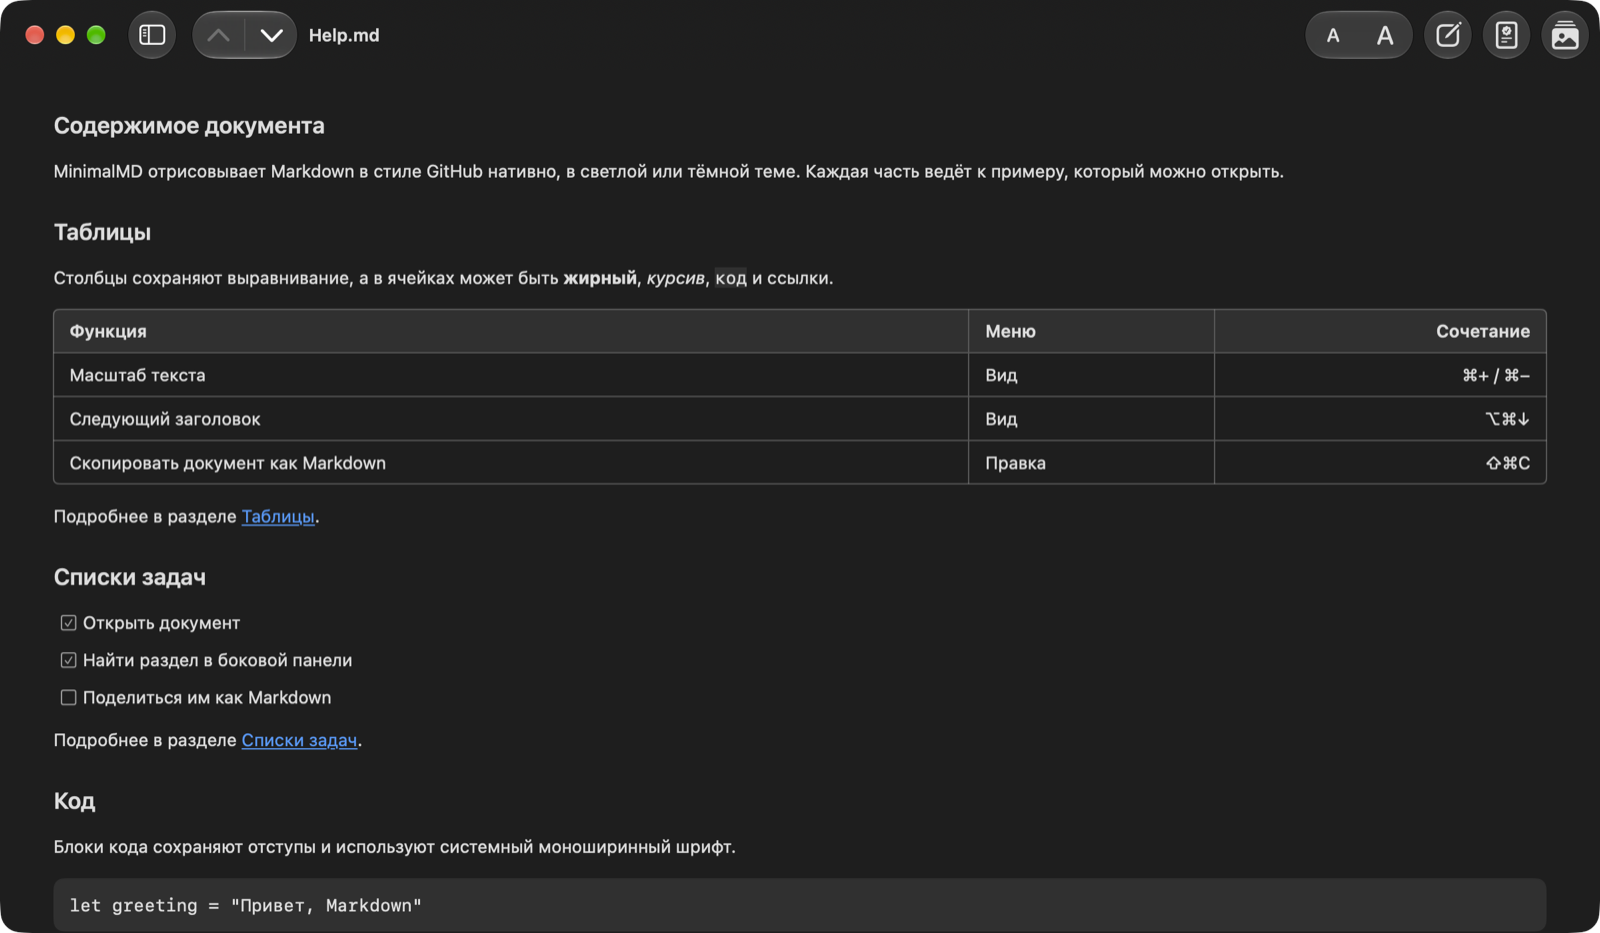 Help.md
A A
Содержимое документа
MinimalMD отрисовывает Markdown в стиле GitHub нативно, в светлой или тёмной теме. Каждая часть ведёт к примеру, который можно открыть.
Таблицы
Столбцы сохраняют выравнивание, а в ячейках может быть жирный, курсив, код и ссылки.
Функция Меню Сочетание
Масштаб текста Вид ⌘+ / ⌘−
Следующий заголовок Вид ⌥⌘↓
Скопировать документ как Markdown Правка ⇧⌘C
Подробнее в разделе Таблицы.
Списки задач
Открыть документ
Найти раздел в боковой панели
Поделиться им как Markdown
Подробнее в разделе Списки задач.
Код
Блоки кода сохраняют отступы и используют системный моноширинный шрифт.
let greeting = "Привет, Markdown"